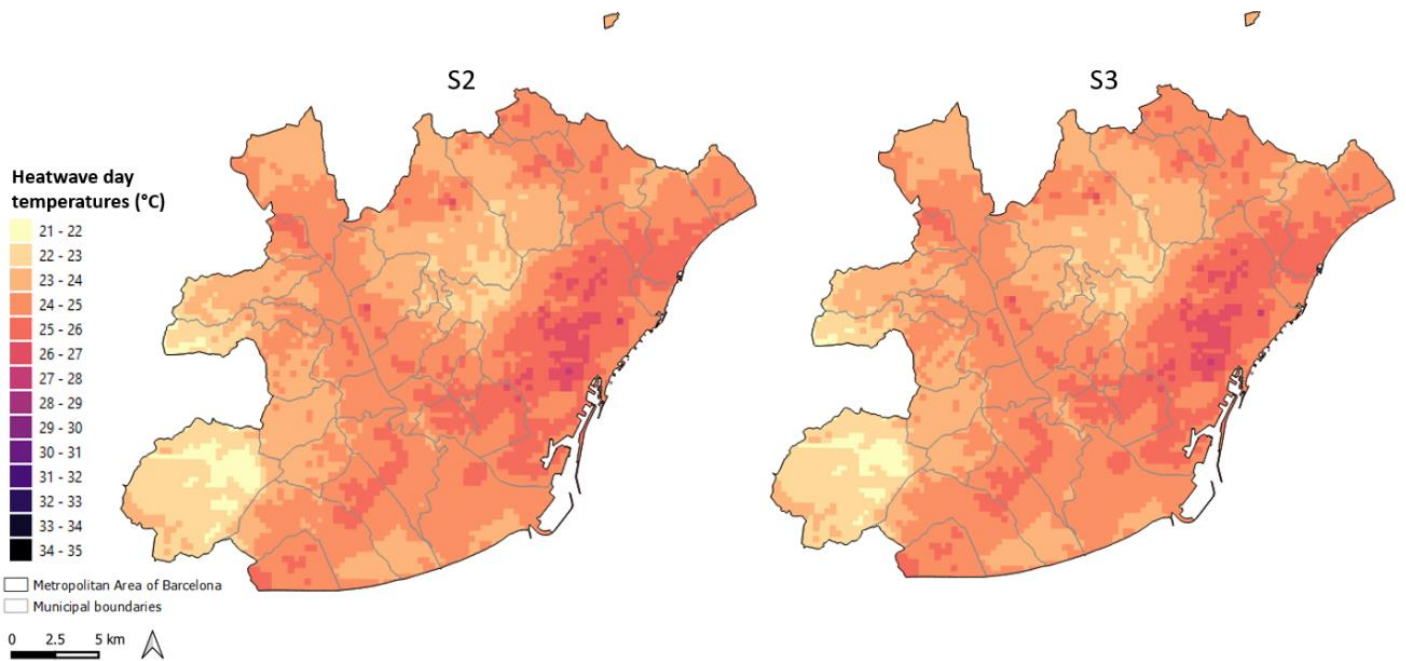 S2
S3
Heatwave day
temperatures (°C)
21 - 22
22 - 23
23 - 24
24 - 25
25 - 26
26 - 27
27 - 28
28 - 29
29 - 30
30 - 31
31 - 32
32 - 33
33 - 34
34 - 35
Metropolitan Area of Barcelona
Municipal boundaries
0 2.5 5 km